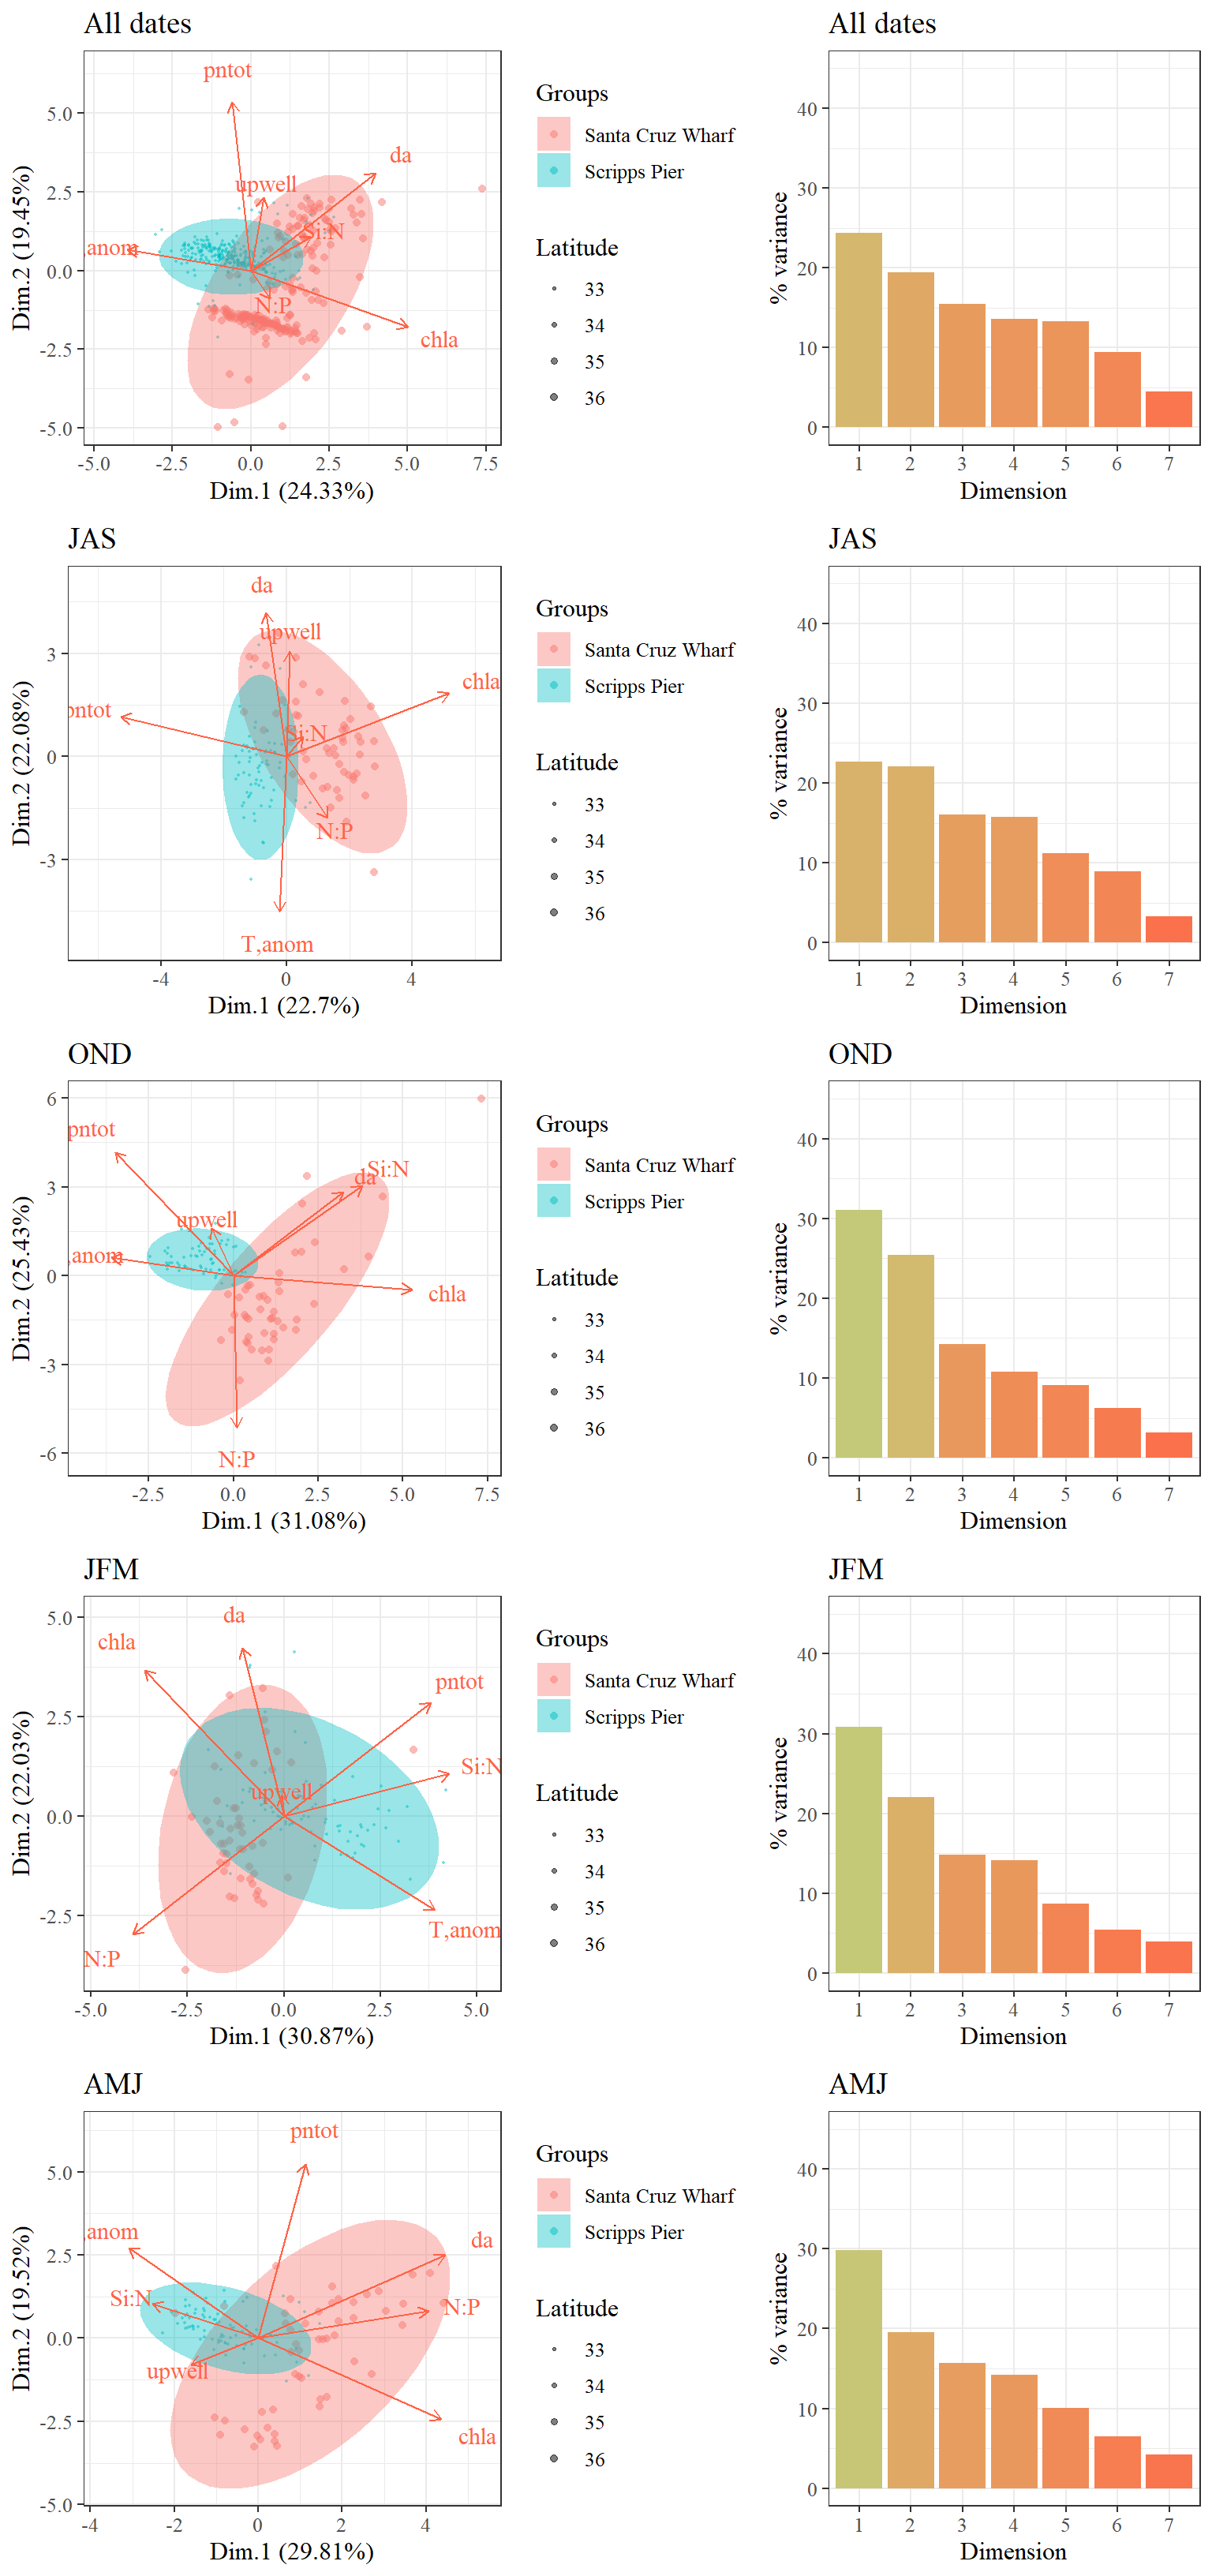 All dates
All dates
pntot
da
upwell
Si:N
,anom
N:P
chla
5.0
2.5
0.0
-2.5
-5.0
-5.0 -2.5 0.0 2.5 5.0 7.5
Dim.1 (24.33%)
Dim.2 (19.45%)
Groups
Santa Cruz Wharf
Scripps Pier
Latitude
33
34
35
36
40
30
20
10
0
% variance
1 2 3 4 5 6 7
Dimension
JAS
JAS
da
upwell
chla
pntot
Si:N
N:P
T,anom
3
0
-3
-4 0 4
Dim.1 (22.7%)
Dim.2 (22.08%)
Groups
Santa Cruz Wharf
Scripps Pier
Latitude
33
34
35
36
40
30
20
10
0
% variance
1 2 3 4 5 6 7
Dimension
OND
OND
pntot
Si:N
da
upwell
,anom
chla
N:P
6
3
0
-3
-6
-2.5 0.0 2.5 5.0 7.5
Dim.1 (31.08%)
Dim.2 (25.43%)
Groups
Santa Cruz Wharf
Scripps Pier
Latitude
33
34
35
36
40
30
20
10
0
% variance
1 2 3 4 5 6 7
Dimension
JFM
JFM
da
chla
pntot
Si:N
upwell
T,anom
N:P
5.0
2.5
0.0
-2.5
-5.0 -2.5 0.0 2.5 5.0
Dim.1 (30.87%)
Dim.2 (22.03%)
Groups
Santa Cruz Wharf
Scripps Pier
Latitude
33
34
35
36
40
30
20
10
0
% variance
1 2 3 4 5 6 7
Dimension
AMJ
AMJ
pntot
,anom
da
Si:N
N:P
upwell
chla
5.0
2.5
0.0
-2.5
-5.0
-4 -2 0 2 4
Dim.1 (29.81%)
Dim.2 (19.52%)
Groups
Santa Cruz Wharf
Scripps Pier
Latitude
33
34
35
36
40
30
20
10
0
% variance
1 2 3 4 5 6 7
Dimension